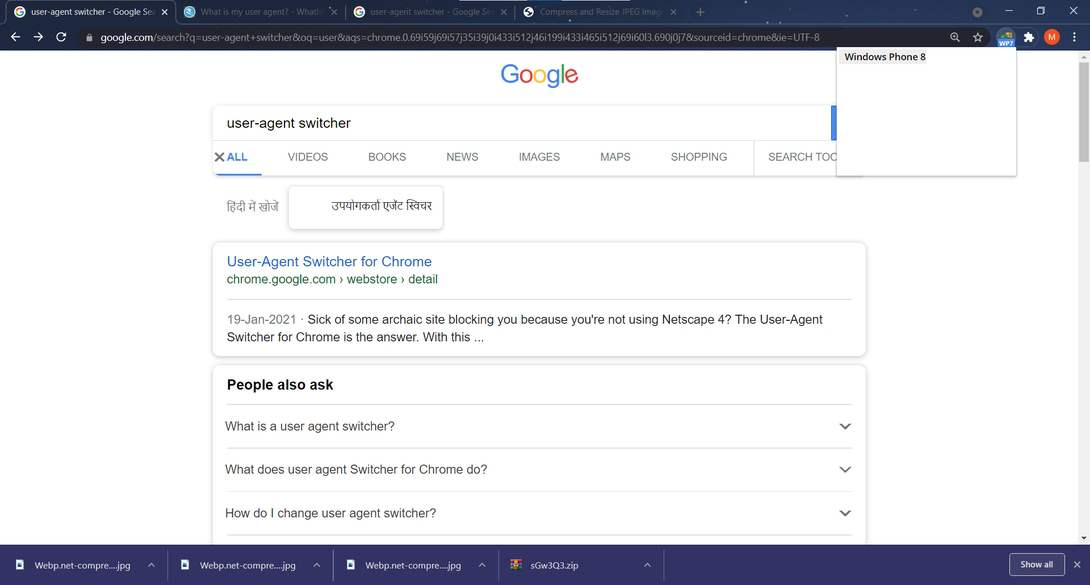 user-agent switcher - Google Se
What is my user agent? - WhatIs
user-agent switcher - Google Se
Compress and Resize JPEG Imag
google.com/search?q=user-agent+switcher&oq=user&aqs=chrome.0.69i59j69i57j35i39j0i433i512j46i199i433i465i512j69i60l3.690j0j7&sourceid=chrome&ie=UTF-8
WP7
M
Windows Phone 8
Google
user-agent switcher
ALL
VIDEOS
BOOKS
NEWS
IMAGES
MAPS
SHOPPING
SEARCH TOO
हिंदी में खोजें
उपयोगकर्ता एजेंट स्विचर
User-Agent Switcher for Chrome
chrome.google.com › webstore › detail
19-Jan-2021 · Sick of some archaic site blocking you because you're not using Netscape 4? The User-Agent
Switcher for Chrome is the answer. With this ...
People also ask
What is a user agent switcher?
What does user agent Switcher for Chrome do?
How do I change user agent switcher?
Webp.net-compre....jpg
Webp.net-compre....jpg
Webp.net-compre....jpg
sGw3Q3.zip
Show all